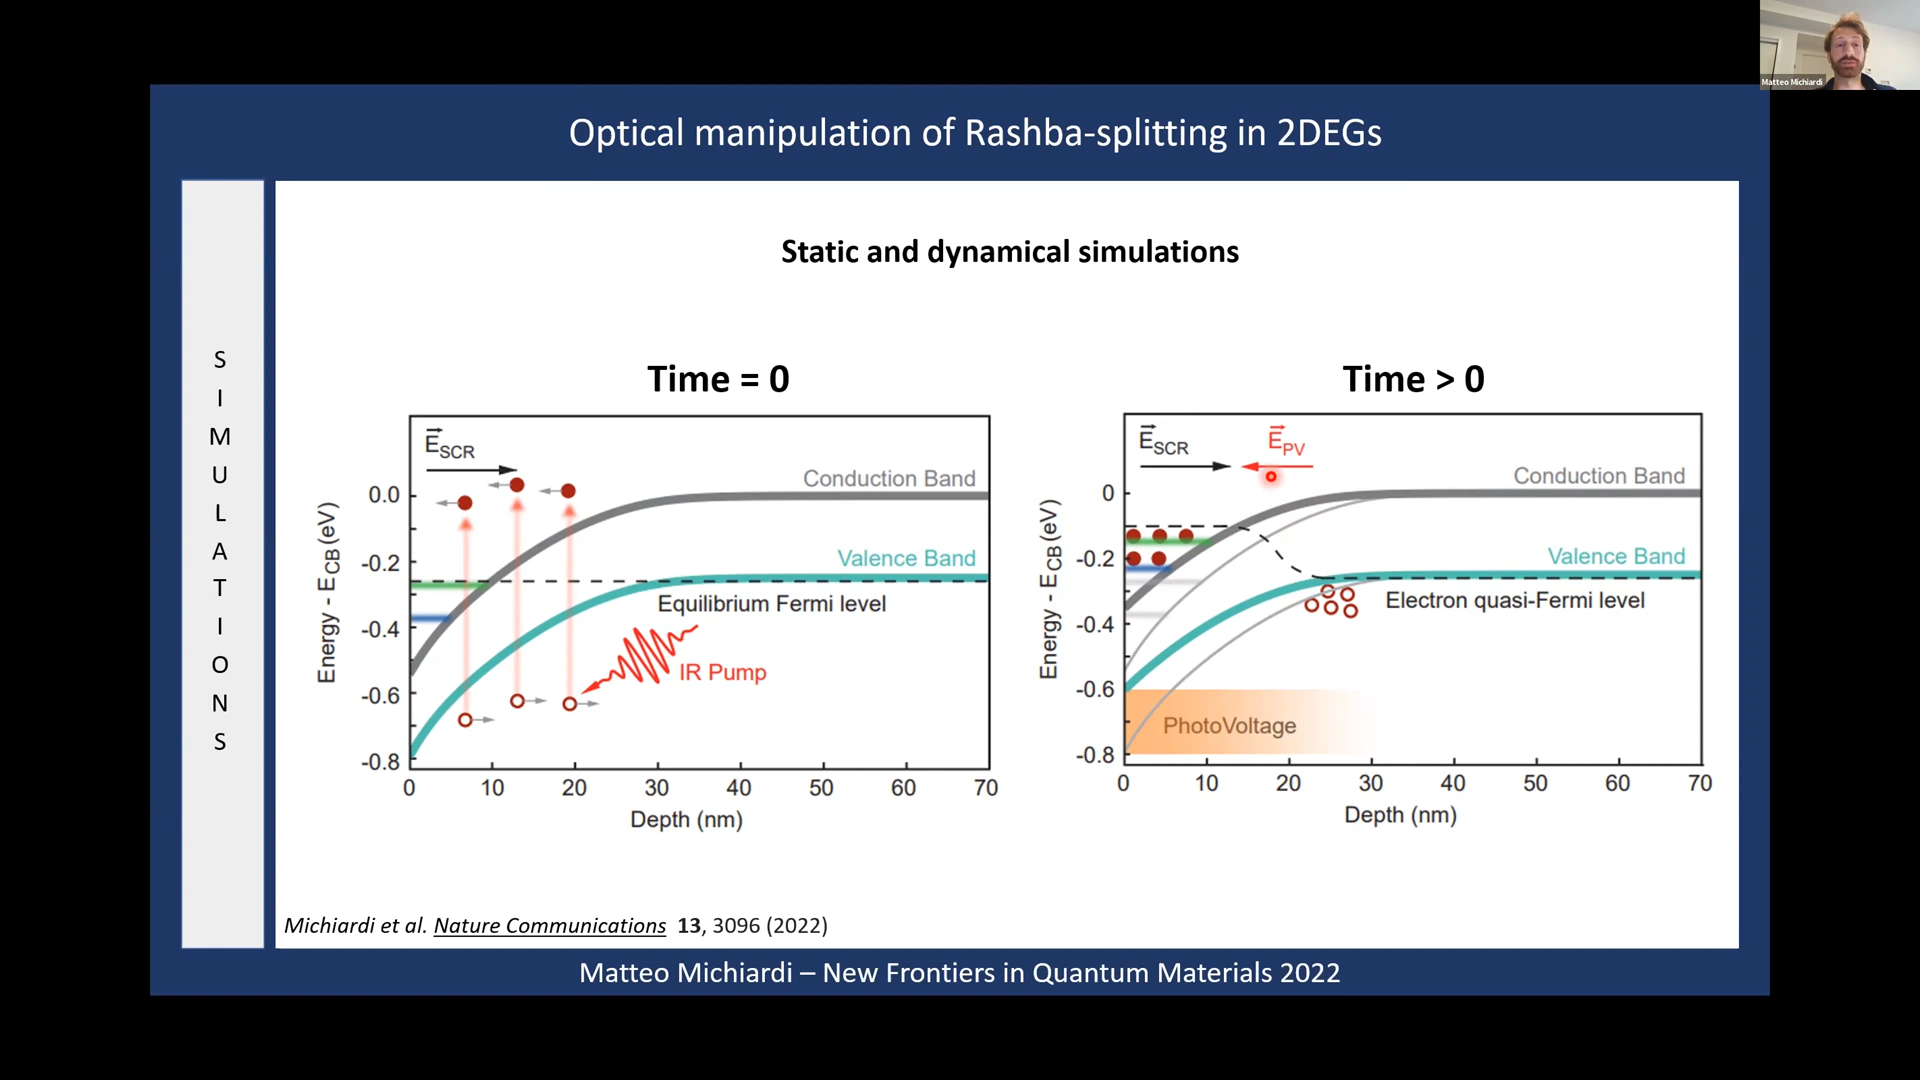 Matteo Michiardi
Optical manipulation of Rashba-splitting in 2DEGs
S
I
M
U
L
A
T
I
O
N
S
Static and dynamical simulations
Time = 0
E SCR
Conduction Band
Valence Band
Equilibrium Fermi level
IR Pump
Energy - E CB (eV)
0.0
-0.2
-0.4
-0.6
-0.8
0 10 20 30 40 50 60 70
Depth (nm)
Time > 0
E SCR
E PV
Conduction Band
Valence Band
Electron quasi-Fermi level
PhotoVoltage
Energy - E CB (eV)
0
-0.2
-0.4
-0.6
-0.8
0 10 20 30 40 50 60 70
Depth (nm)
Michiardi et al. Nature Communications 13, 3096 (2022)
Matteo Michiardi – New Frontiers in Quantum Materials 2022